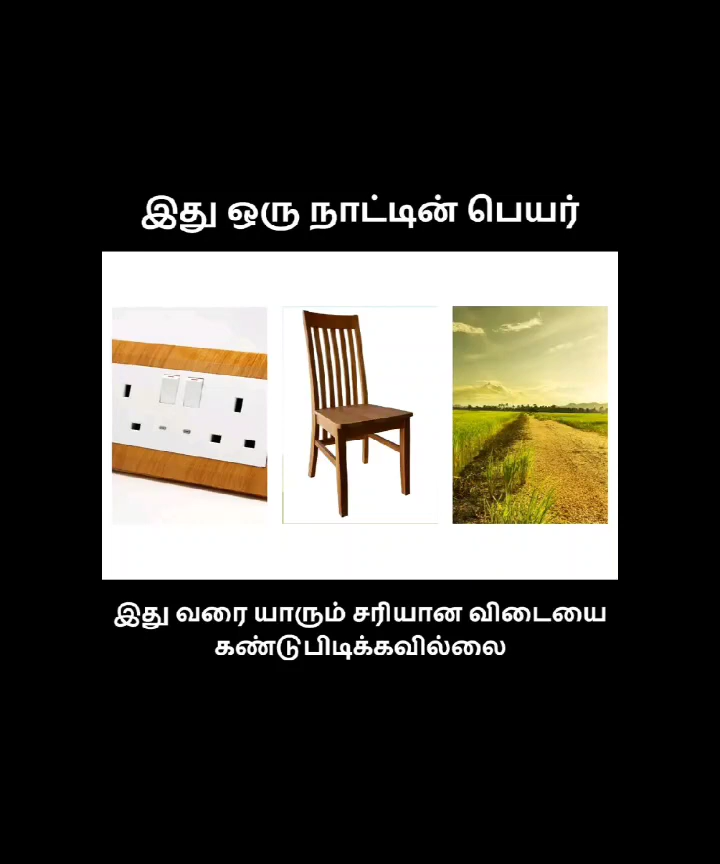 இது ஒரு நாட்டின் பெயர்
இது வரை யாரும் சரியான விடையை
கண்டுபிடிக்கவில்லை